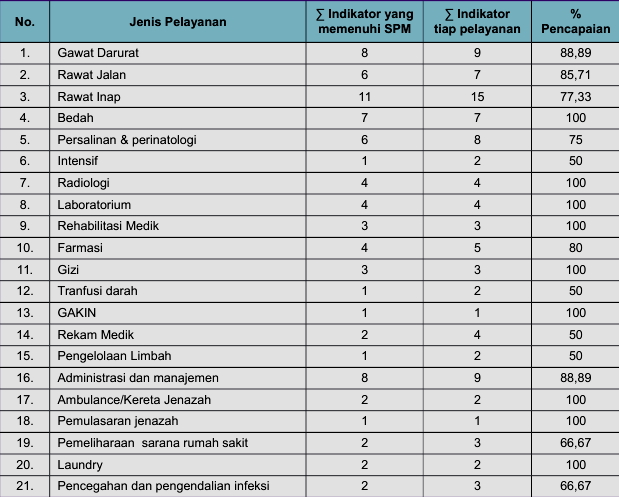 No. Jenis Pelayanan ∑ Indikator yang memenuhi SPM ∑ Indikator tiap pelayanan % Pencapaian
1. Gawat Darurat 8 9 88,89
2. Rawat Jalan 6 7 85,71
3. Rawat Inap 11 15 77,33
4. Bedah 7 7 100
5. Persalinan & perinatologi 6 8 75
6. Intensif 1 2 50
7. Radiologi 4 4 100
8. Laboratorium 4 4 100
9. Rehabilitasi Medik 3 3 100
10. Farmasi 4 5 80
11. Gizi 3 3 100
12. Tranfusi darah 1 2 50
13. GAKIN 1 1 100
14. Rekam Medik 2 4 50
15. Pengelolaan Limbah 1 2 50
16. Administrasi dan manajemen 8 9 88,89
17. Ambulance/Kereta Jenazah 2 2 100
18. Pemulasaran jenazah 1 1 100
19. Pemeliharaan sarana rumah sakit 2 3 66,67
20. Laundry 2 2 100
21. Pencegahan dan pengendalian infeksi 2 3 66,67